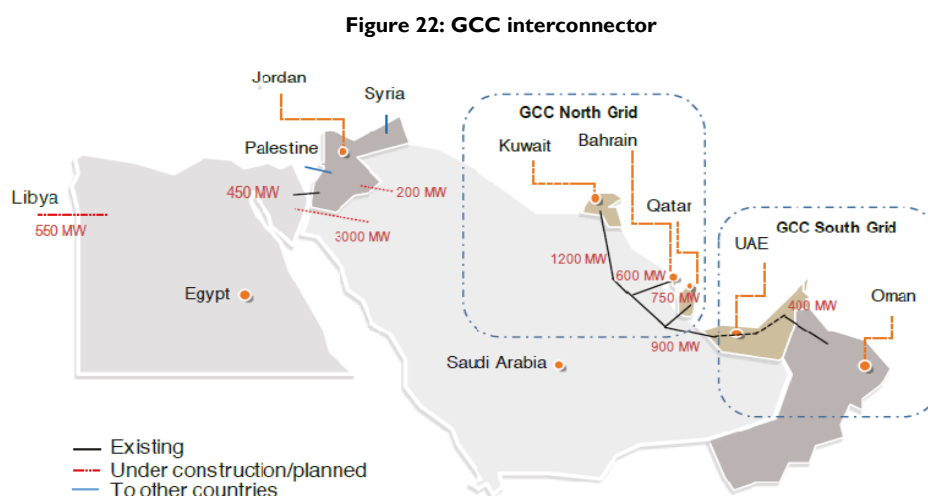 Figure 22: GCC interconnector
Jordan
Syria
GCC North Grid
Kuwait
Bahrain
Palestine
450 MW
200 MW
Libya
550 MW
3000 MW
Qatar
GCC South Grid
UAE
1200 MW
600 MW
750 MW
Egypt
400 MW
Oman
900 MW
Saudi Arabia
Existing
Under construction/planned
To other countries